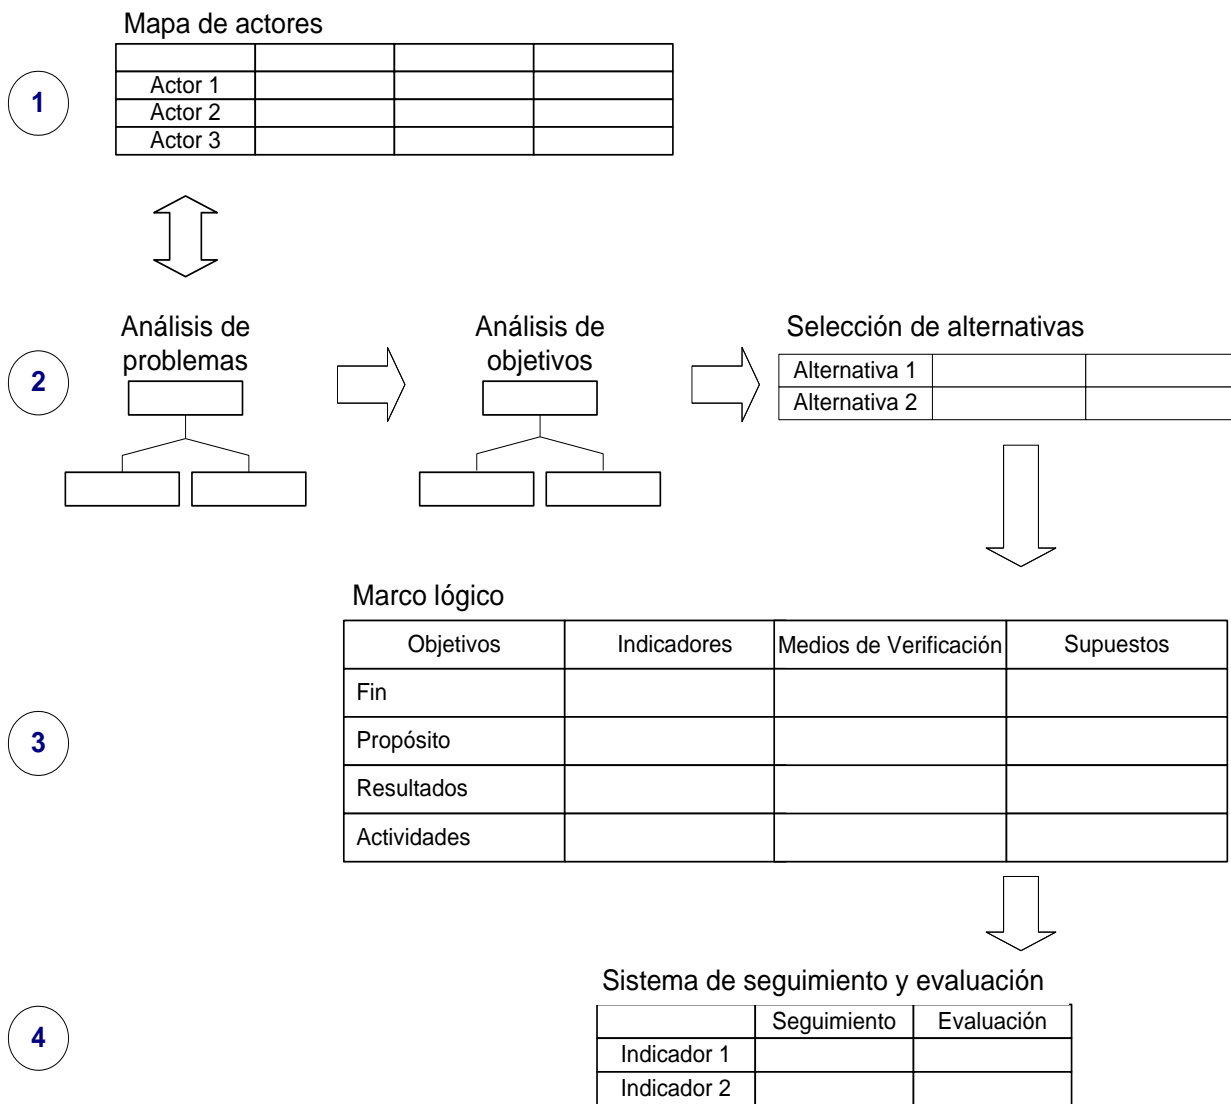 Mapa de actores
1
Actor 1
Actor 2
Actor 3
2
Análisis de
problemas
Análisis de
objetivos
Selección de alternativas
Alternativa 1
Alternativa 2
Marco lógico
3
Objetivos Indicadores Medios de Verificación Supuestos
Fin
Propósito
Resultados
Actividades
Sistema de seguimiento y evaluación
4
Seguimiento Evaluación
Indicador 1
Indicador 2